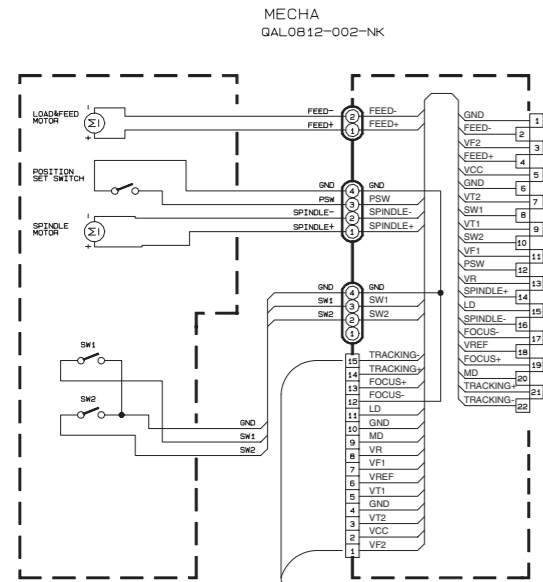 MECHA
QAL0812-002-NK
LOAD&FEED
MOTOR
M
FEED-
FEED+
2
1
FEED-
FEED+
POSITION
SET SWITCH
SPINDLE
MOTOR
M
GND
PSW
SPINDLE-
SPINDLE+
4
3
2
1
GND
PSW
SPINDLE-
SPINDLE+
GND
SW1
SW2
4
3
2
1
GND
SW1
SW2
SW1
SW2
GND
SW1
SW2
15 TRACKING-
14 TRACKING+
13 FOCUS+
12 FOCUS-
11 LD
10 GND
9 MD
8 VR
7 VF1
6 VREF
5 VT1
4 GND
3 VT2
2 VCC
1 VF2
GND 1
FEED- 2
VF2 3
FEED+ 4
VCC 5
GND 6
VT2 7
SW1 8
VT1 9
SW2 10
VF1 11
PSW 12
VR 13
SPINDLE+ 14
LD 15
SPINDLE- 16
FOCUS- 17
VREF 18
FOCUS+ 19
MD 20
TRACKING+ 21
TRACKING- 22